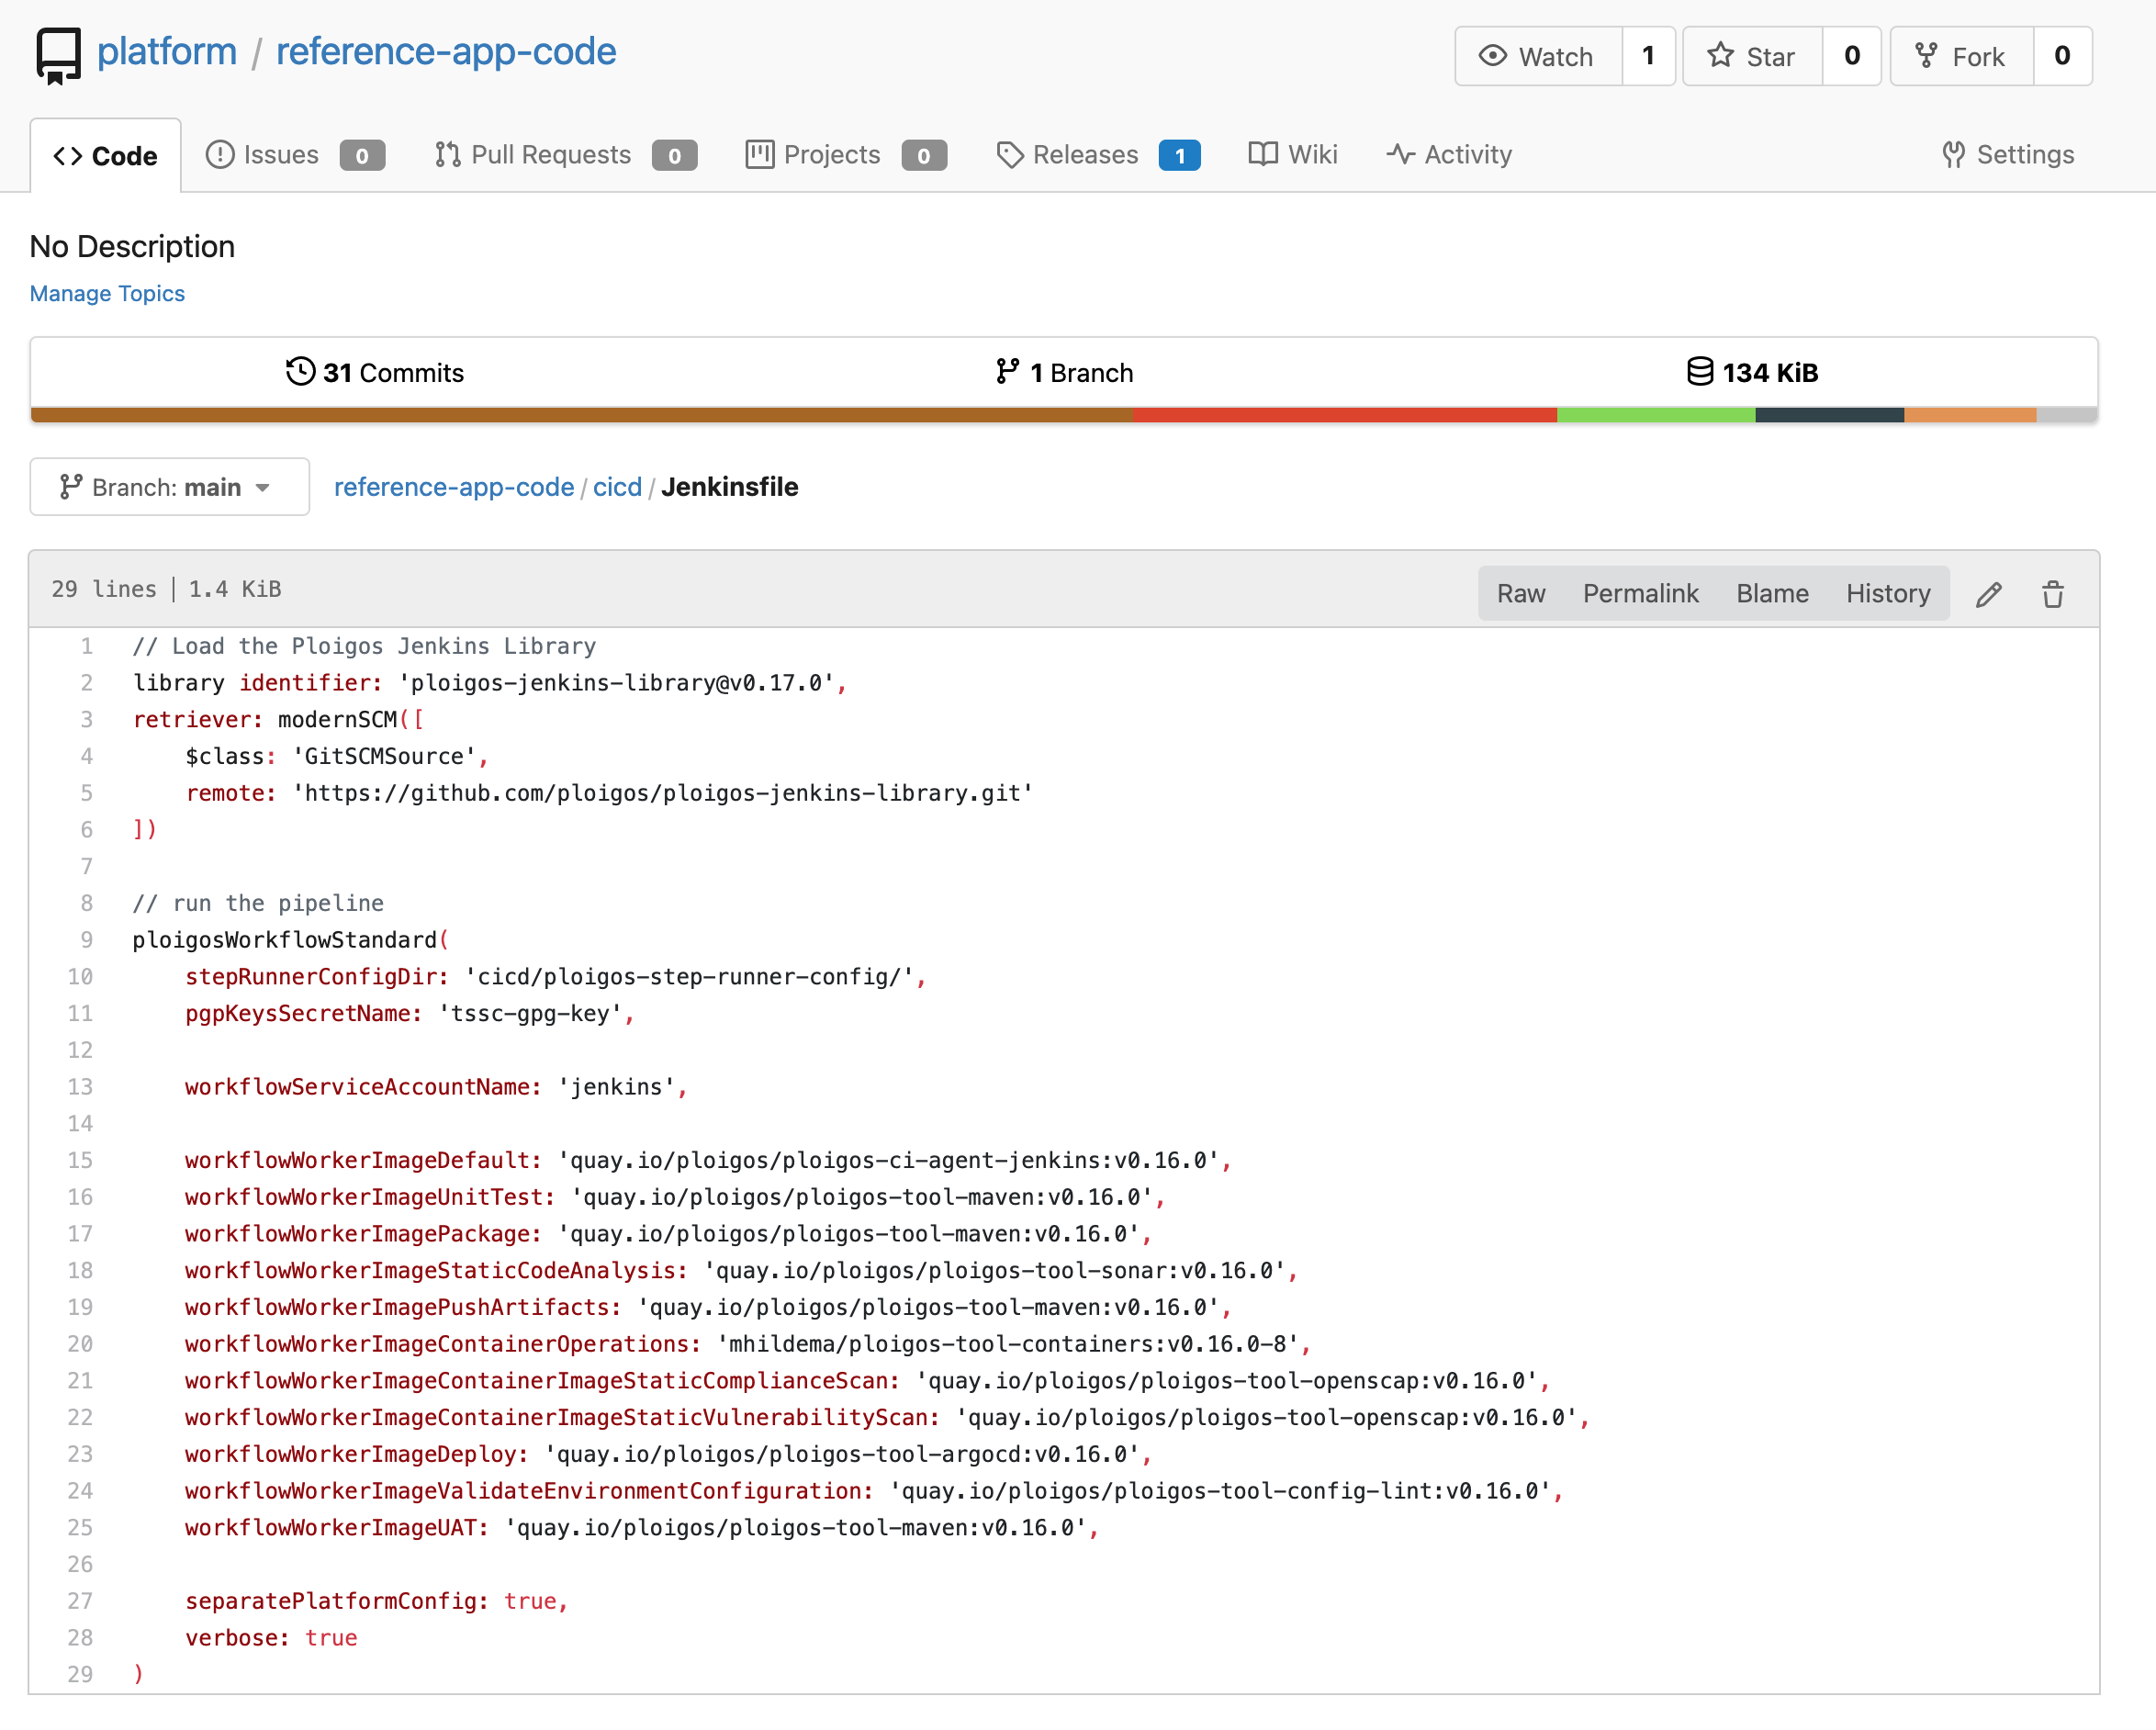 platform / reference-app-code
Watch 1 Star 0 Fork 0
Code Issues 0 Pull Requests 0 Projects 0 Releases 1 Wiki Activity Settings
No Description
Manage Topics
31 Commits 1 Branch 134 KiB
Branch: main reference-app-code / cicd / Jenkinsfile
29 lines | 1.4 KiB Raw Permalink Blame History
1 // Load the Ploigos Jenkins Library
2 library identifier: 'ploigos-jenkins-library@v0.17.0',
3 retriever: modernSCM([
4     $class: 'GitSCMSource',
5     remote: 'https://github.com/ploigos/ploigos-jenkins-library.git'
6 ])
7
8 // run the pipeline
9 ploigosWorkflowStandard(
10     stepRunnerConfigDir: 'cicd/ploigos-step-runner-config/',
11     pgpKeysSecretName: 'tssc-gpg-key',
12
13     workflowServiceAccountName: 'jenkins',
14
15     workflowWorkerImageDefault: 'quay.io/ploigos/ploigos-ci-agent-jenkins:v0.16.0',
16     workflowWorkerImageUnitTest: 'quay.io/ploigos/ploigos-tool-maven:v0.16.0',
17     workflowWorkerImagePackage: 'quay.io/ploigos/ploigos-tool-maven:v0.16.0',
18     workflowWorkerImageStaticCodeAnalysis: 'quay.io/ploigos/ploigos-tool-sonar:v0.16.0',
19     workflowWorkerImagePushArtifacts: 'quay.io/ploigos/ploigos-tool-maven:v0.16.0',
20     workflowWorkerImageContainerOperations: 'mhildema/ploigos-tool-containers:v0.16.0-8',
21     workflowWorkerImageContainerImageStaticComplianceScan: 'quay.io/ploigos/ploigos-tool-openscap:v0.16.0',
22     workflowWorkerImageContainerImageStaticVulnerabilityScan: 'quay.io/ploigos/ploigos-tool-openscap:v0.16.0',
23     workflowWorkerImageDeploy: 'quay.io/ploigos/ploigos-tool-argocd:v0.16.0',
24     workflowWorkerImageValidateEnvironmentConfiguration: 'quay.io/ploigos/ploigos-tool-config-lint:v0.16.0',
25     workflowWorkerImageUAT: 'quay.io/ploigos/ploigos-tool-maven:v0.16.0',
26
27     separatePlatformConfig: true,
28     verbose: true
29 )